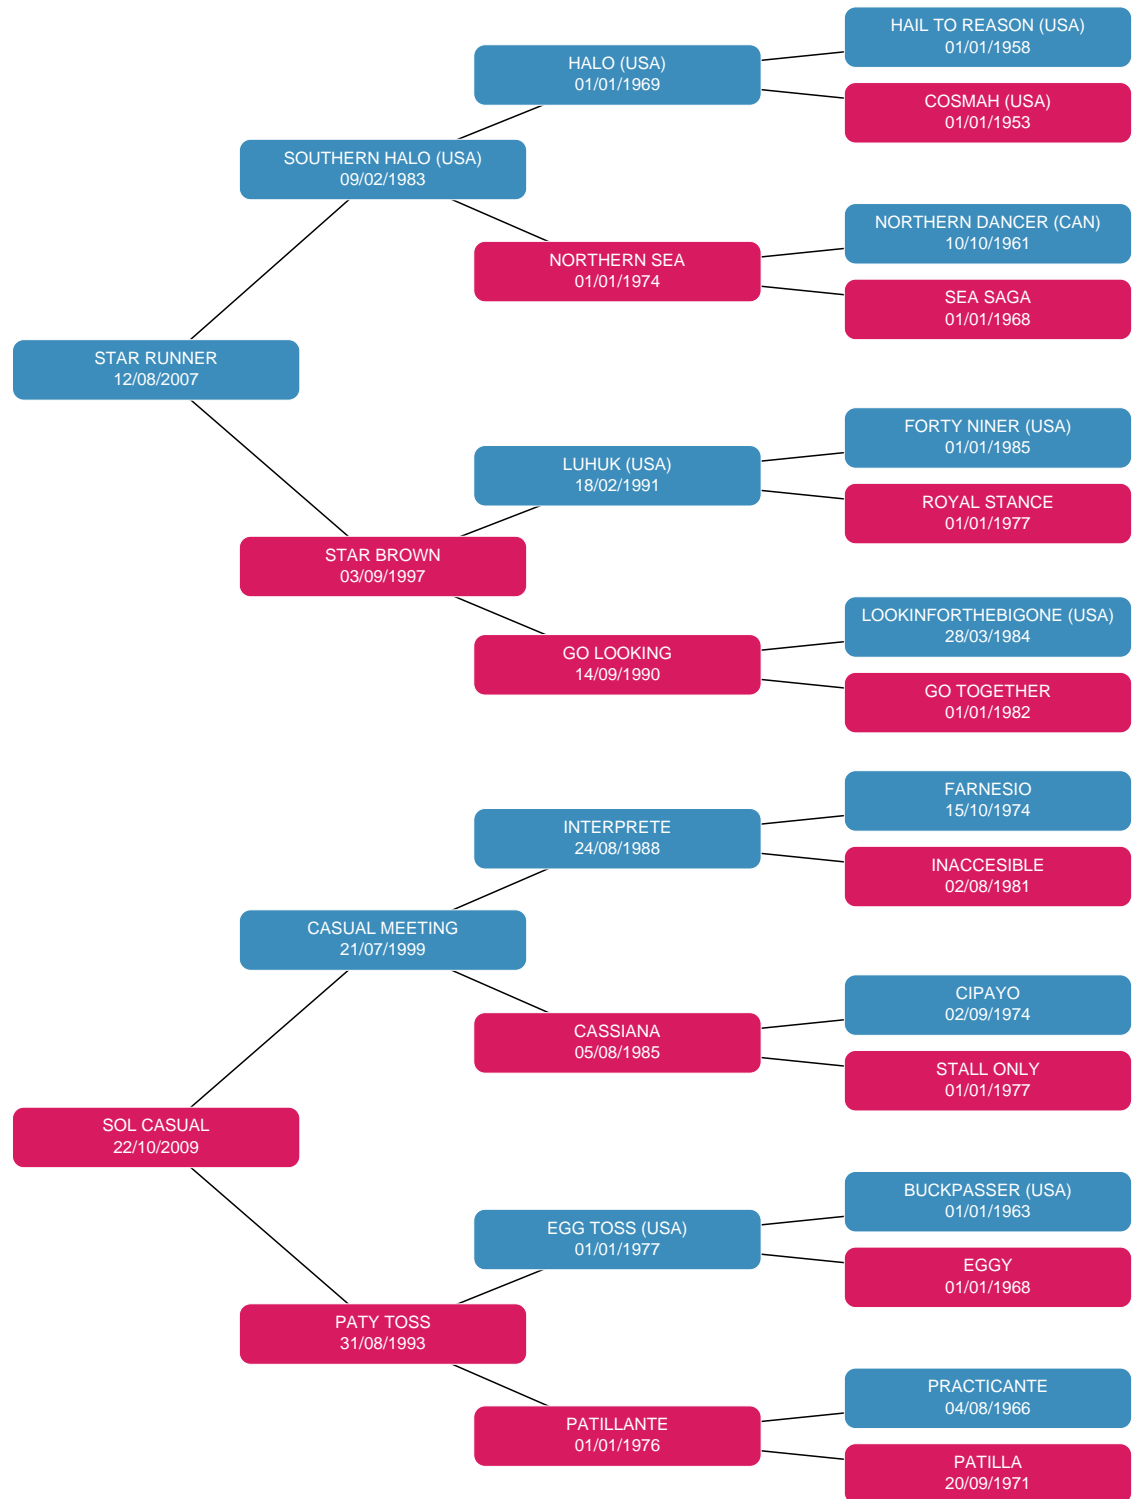 HAIL TO REASON (USA)
01/01/1958
HALO (USA)
01/01/1969
COSMAH (USA)
01/01/1953
SOUTHERN HALO (USA)
09/02/1983
NORTHERN DANCER (CAN)
10/10/1961
NORTHERN SEA
01/01/1974
SEA SAGA
01/01/1968
STAR RUNNER
12/08/2007
FORTY NINER (USA)
01/01/1985
LUHUK (USA)
18/02/1991
ROYAL STANCE
01/01/1977
STAR BROWN
03/09/1997
LOOKINFORTHEBIGONE (USA)
28/03/1984
GO LOOKING
14/09/1990
GO TOGETHER
01/01/1982
FARNESIO
15/10/1974
INTERPRETE
24/08/1988
INACCESIBLE
02/08/1981
CASUAL MEETING
21/07/1999
CIPAYO
02/09/1974
CASSIANA
05/08/1985
STALL ONLY
01/01/1977
SOL CASUAL
22/10/2009
BUCKPASSER (USA)
01/01/1963
EGG TOSS (USA)
01/01/1977
EGGY
01/01/1968
PATY TOSS
31/08/1993
PRACTICANTE
04/08/1966
PATILLANTE
01/01/1976
PATILLA
20/09/1971